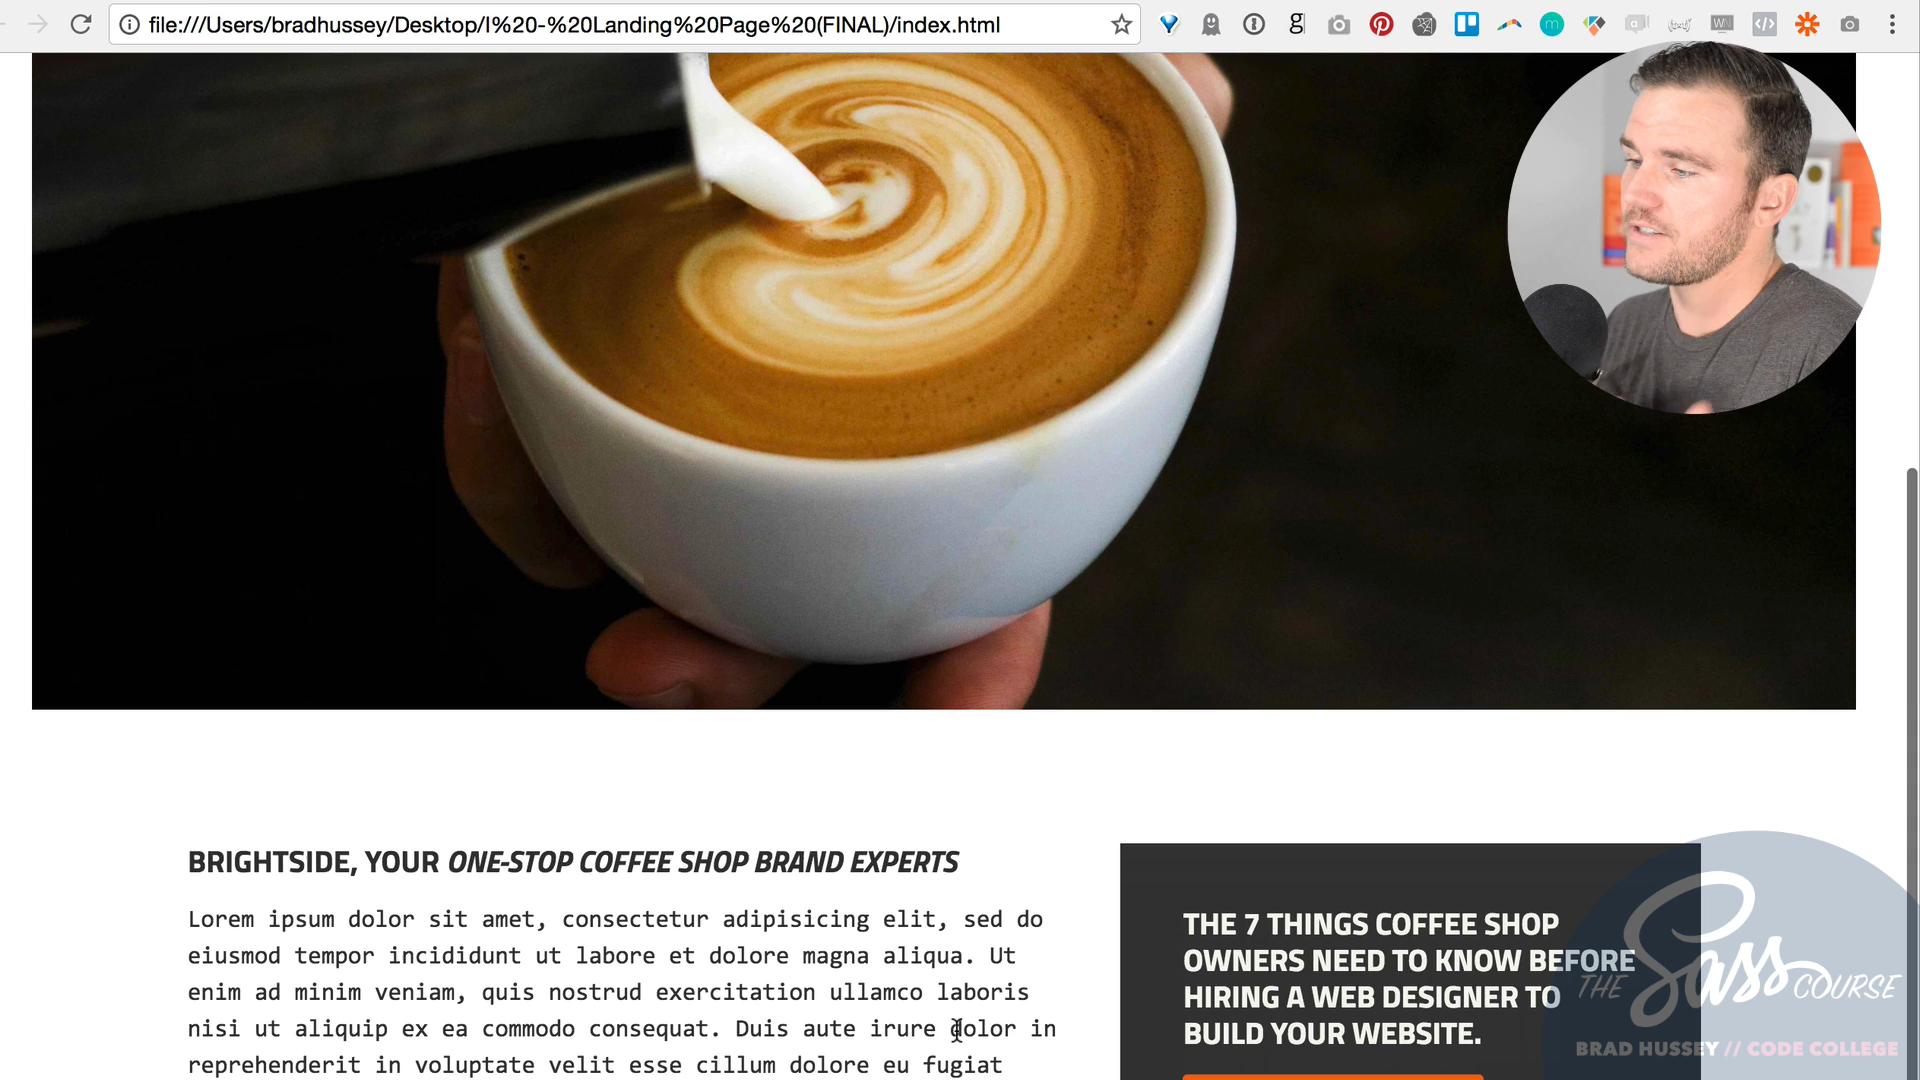 file:///Users/bradhussey/Desktop/I%20-%20Landing%20Page%20(FINAL)/index.html
BRIGHTSIDE, YOUR ONE-STOP COFFEE SHOP BRAND EXPERTS
Lorem ipsum dolor sit amet, consectetur adipisicing elit, sed do
eiusmod tempor incididunt ut labore et dolore magna aliqua. Ut
enim ad minim veniam, quis nostrud exercitation ullamco laboris
nisi ut aliquip ex ea commodo consequat. Duis aute irure dolor in
reprehenderit in voluptate velit esse cillum dolore eu fugiat
THE 7 THINGS COFFEE SHOP
OWNERS NEED TO KNOW BEFORE
HIRING A WEB DESIGNER TO
BUILD YOUR WEBSITE.
THE Sass COURSE
BRAD HUSSEY // CODE COLLEGE